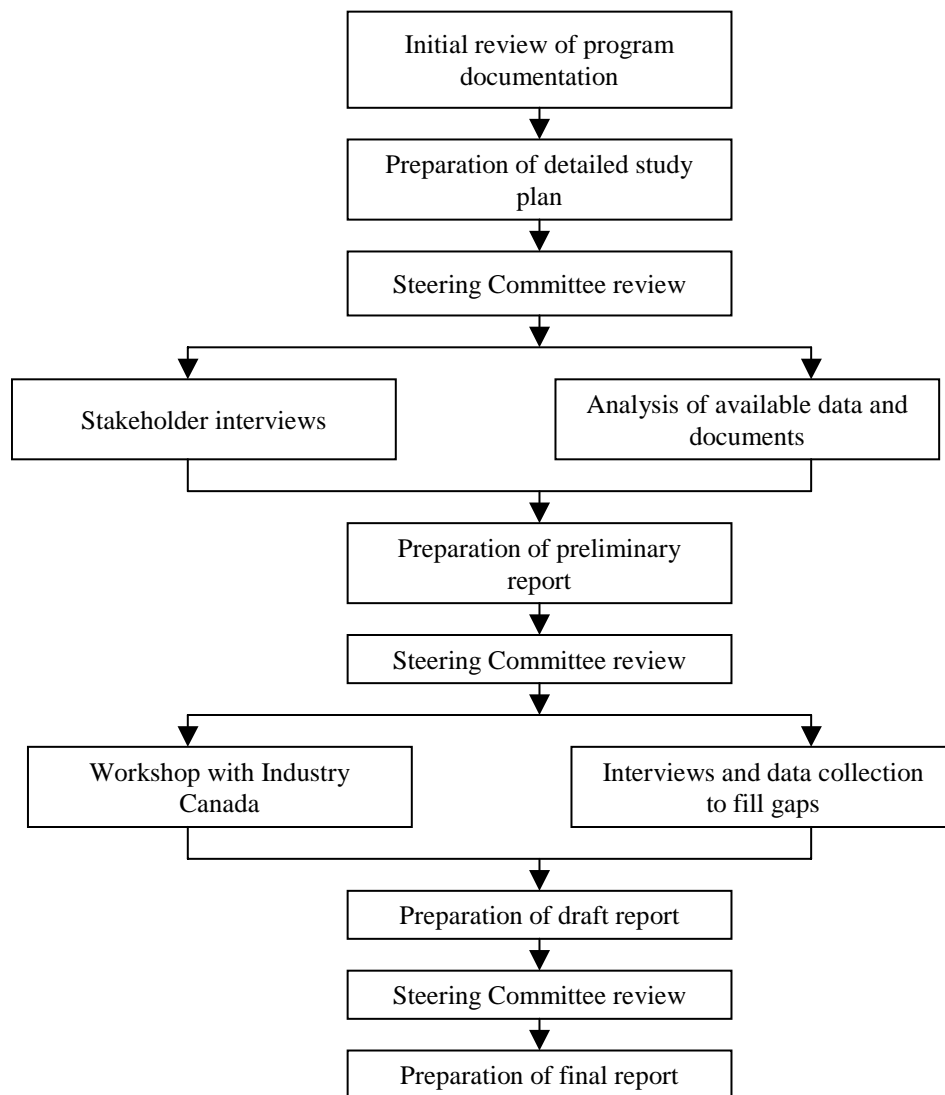 Initial review of program
documentation
Preparation of detailed study
plan
Steering Committee review
Stakeholder interviews
Analysis of available data and
documents
Preparation of preliminary
report
Steering Committee review
Workshop with Industry
Canada
Interviews and data collection
to fill gaps
Preparation of draft report
Steering Committee review
Preparation of final report